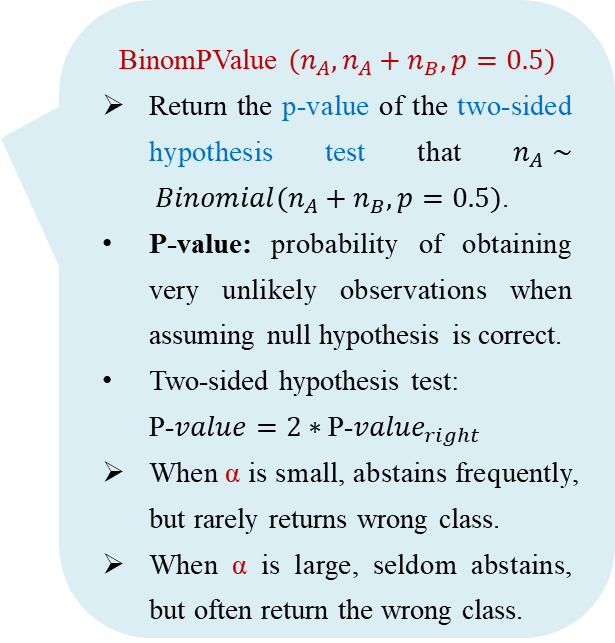 BinomPValue (n_A, n_A + n_B, p = 0.5)
➢ Return the p-value of the two-sided
hypothesis test that n_A ~
Binomial(n_A + n_B, p = 0.5).
• P-value: probability of obtaining
very unlikely observations when
assuming null hypothesis is correct.
• Two-sided hypothesis test:
P-value = 2 ∗ P-value_right
➢ When α is small, abstains frequently,
but rarely returns wrong class.
➢ When α is large, seldom abstains,
but often return the wrong class.